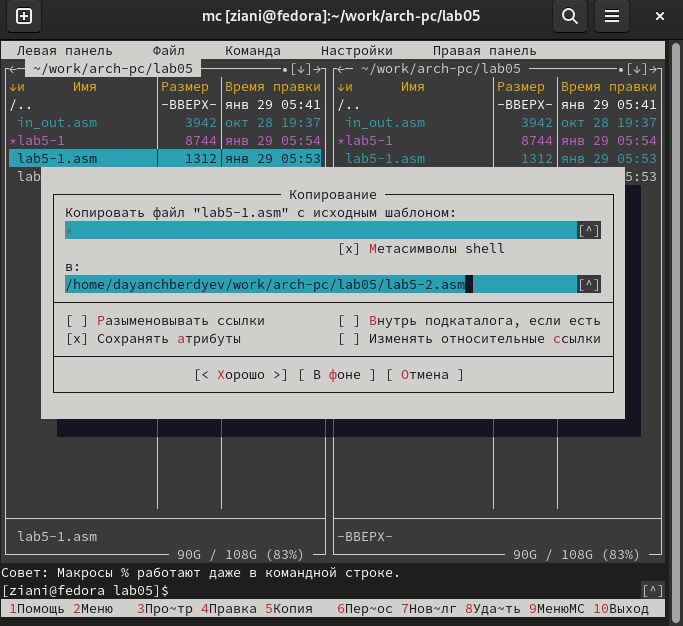 mc [ziani@fedora]:~/work/arch-pc/lab05
Левая панель Файл Команда Настройки Правая панель
~/work/arch-pc/lab05 [↓] ~/work/arch-pc/lab05 [↓]
↓и Имя Размер Время правки ↓и Имя Размер Время правки
/.. -ВВЕРХ- янв 29 05:41 /.. -ВВЕРХ- янв 29 05:41
in_out.asm 3942 окт 28 19:37 in_out.asm 3942 окт 28 19:37
*lab5-1 8744 янв 29 05:54 *lab5-1 8744 янв 29 05:54
lab5-1.asm 1312 янв 29 05:53 lab5-1.asm 1312 янв 29 05:53
lab 5:53
Копирование
Копировать файл "lab5-1.asm" с исходным шаблоном:
* [^]
[x] Метасимволы shell
в:
/home/dayanchberdyev/work/arch-pc/lab05/lab5-2.asm [^]
[ ] Разыменовывать ссылки [ ] Внутрь подкаталога, если есть
[x] Сохранять атрибуты [ ] Изменять относительные ссылки
[< Хорошо >] [ В фоне ] [ Отмена ]
lab5-1.asm -ВВЕРХ-
90G / 108G (83%) 90G / 108G (83%)
Совет: Макросы % работают даже в командной строке.
[ziani@fedora lab05]$ [^]
1Помощь 2Меню 3Про~тр 4Правка 5Копия 6Пер~ос 7Нов~лг 8Уда~ть 9МенюМС 10Выход